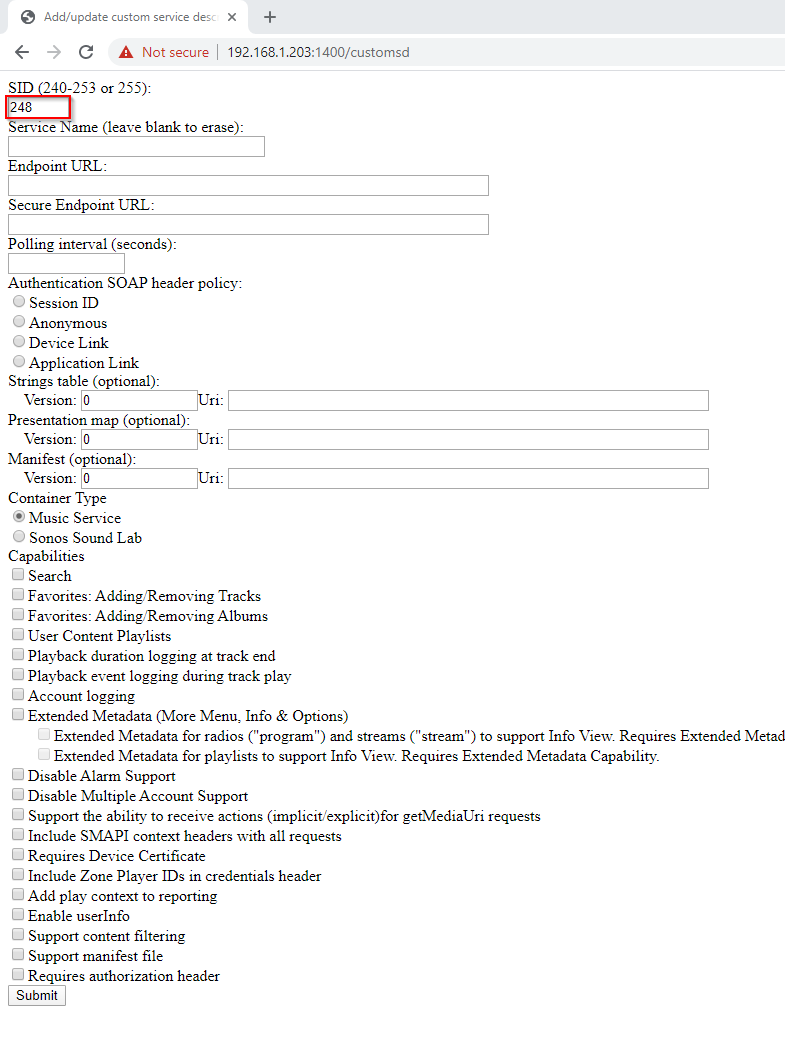 Add/update custom service desc
Not secure | 192.168.1.203:1400/customsd
SID (240-253 or 255):
248
Service Name (leave blank to erase):
Endpoint URL:
Secure Endpoint URL:
Polling interval (seconds):
Authentication SOAP header policy:
Session ID
Anonymous
Device Link
Application Link
Strings table (optional):
Version: 0 Uri:
Presentation map (optional):
Version: 0 Uri:
Manifest (optional):
Version: 0 Uri:
Container Type
Music Service
Sonos Sound Lab
Capabilities
Search
Favorites: Adding/Removing Tracks
Favorites: Adding/Removing Albums
User Content Playlists
Playback duration logging at track end
Playback event logging during track play
Account logging
Extended Metadata (More Menu, Info & Options)
Extended Metadata for radios ("program") and streams ("stream") to support Info View. Requires Extended Metad
Extended Metadata for playlists to support Info View. Requires Extended Metadata Capability.
Disable Alarm Support
Disable Multiple Account Support
Support the ability to receive actions (implicit/explicit)for getMediaUri requests
Include SMAPI context headers with all requests
Requires Device Certificate
Include Zone Player IDs in credentials header
Add play context to reporting
Enable userInfo
Support content filtering
Support manifest file
Requires authorization header
Submit